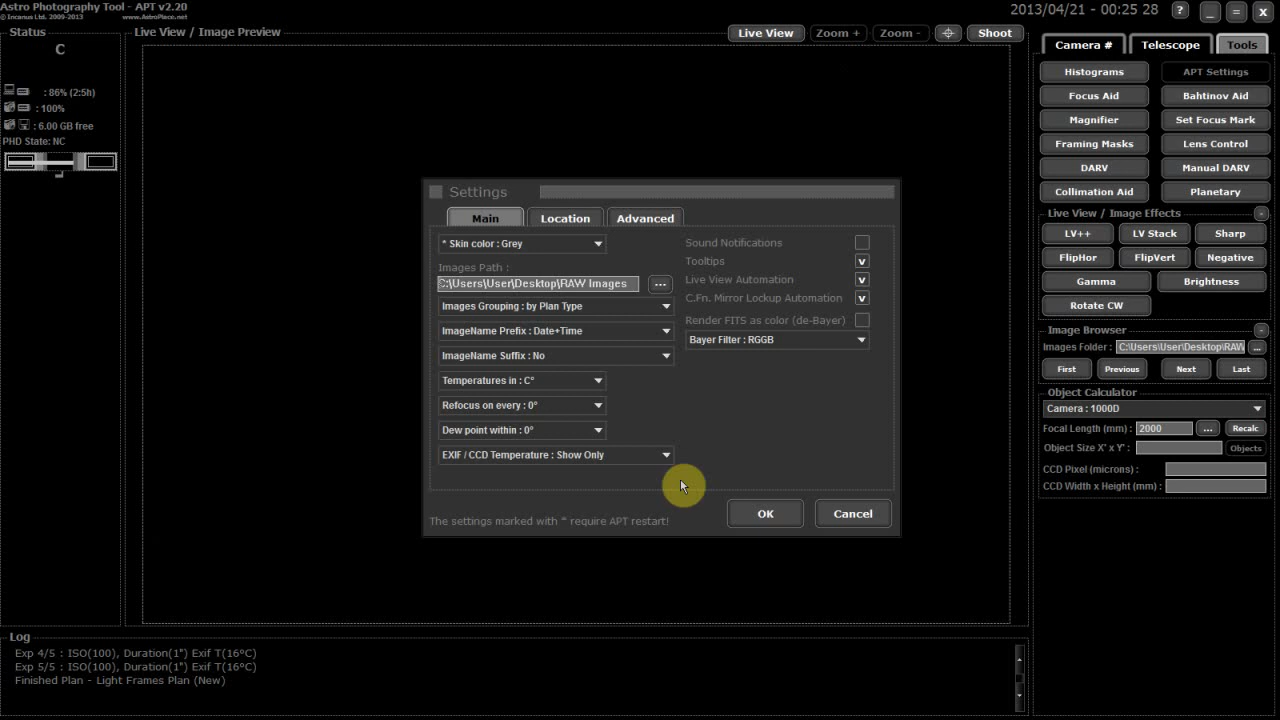 Astro Photography Tool - APT v2.20
© Incanus Ltd. 2009-2013 www.AstroPlace.net
2013/04/21 - 00:25 28
?
_
=
x
Status
C
: 86% (2:5h)
: 100%
: 6.00 GB free
PHD State: NC
Live View / Image Preview
Live View
Zoom +
Zoom -
Shoot
Settings
Main
Location
Advanced
* Skin color : Grey
Images Path :
C:\Users\User\Desktop\RAW Images
...
Images Grouping : by Plan Type
ImageName Prefix : Date+Time
ImageName Suffix : No
Temperatures in : C°
Refocus on every : 0°
Dew point within : 0°
EXIF / CCD Temperature : Show Only
Sound Notifications
Tooltips v
Live View Automation v
C.Fn. Mirror Lockup Automation v
Render FITS as color (de-Bayer)
Bayer Filter : RGGB
The settings marked with * require APT restart!
OK
Cancel
Camera #
Telescope
Tools
Histograms
APT Settings
Focus Aid
Bahtinov Aid
Magnifier
Set Focus Mark
Framing Masks
Lens Control
DARV
Manual DARV
Collimation Aid
Planetary
Live View / Image Effects -
LV++
LV Stack
Sharp
FlipHor
FlipVert
Negative
Gamma
Brightness
Rotate CW
Image Browser -
Images Folder : C:\Users\User\Desktop\RAW ...
First
Previous
Next
Last
Object Calculator
Camera : 1000D
Focal Length (mm) : 2000 ... Recalc
Object Size X' x Y' : Objects
CCD Pixel (microns) :
CCD Width x Height (mm) :
Log
Exp 4/5 : ISO(100), Duration(1") Exif T(16°C)
Exp 5/5 : ISO(100), Duration(1") Exif T(16°C)
Finished Plan - Light Frames Plan (New)